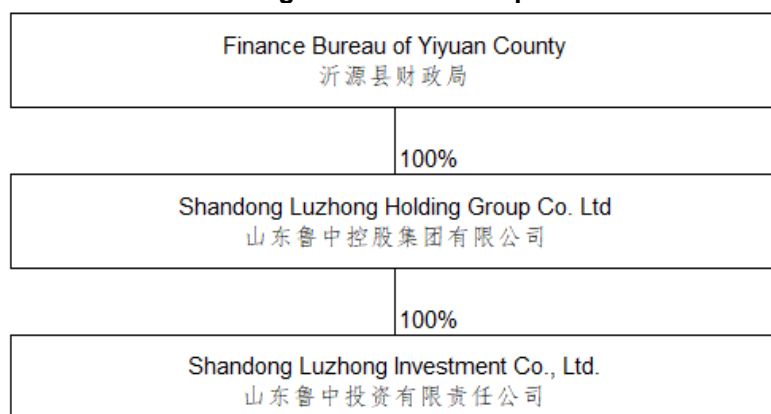 Finance Bureau of Yiyuan County
沂源县财政局
100%
Shandong Luzhong Holding Group Co. Ltd
山东鲁中控股集团有限公司
100%
Shandong Luzhong Investment Co., Ltd.
山东鲁中投资有限责任公司